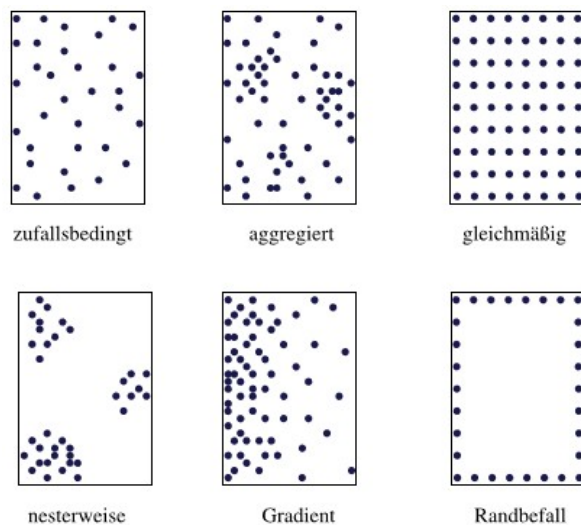 zufallsbedingt
aggregiert
gleichmäßig
nesterweise
Gradient
Randbefall